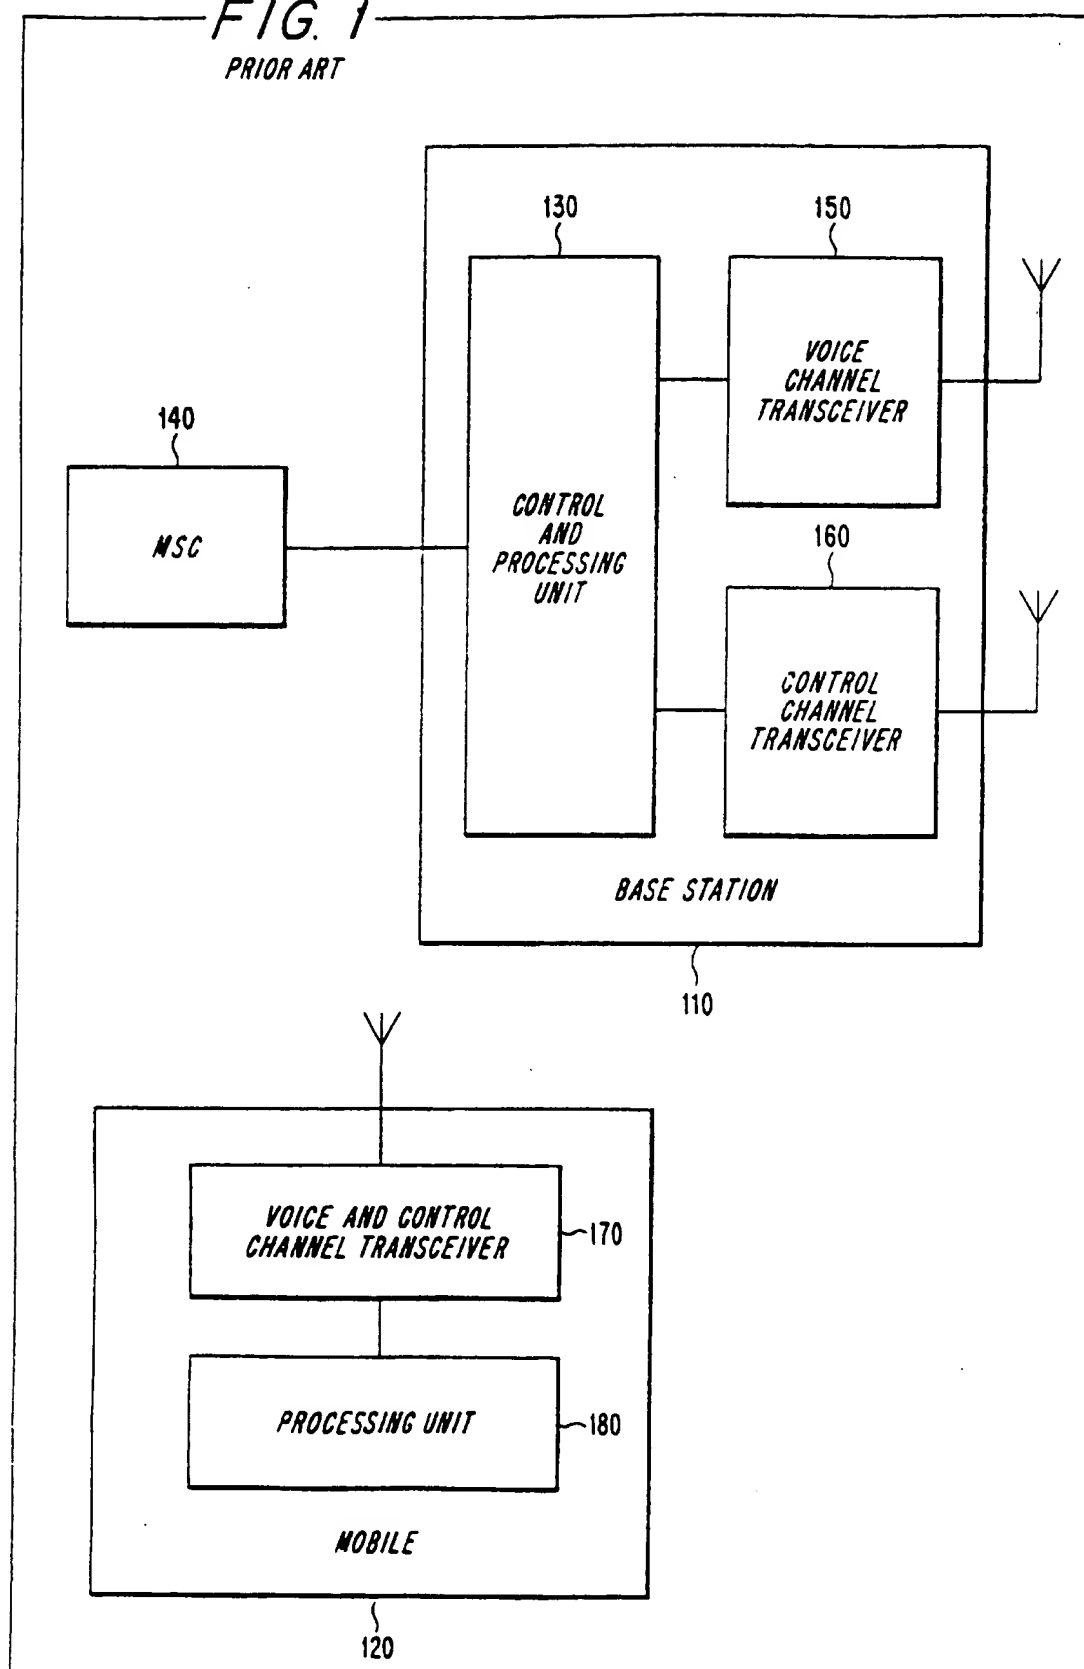 FIG. 1
PRIOR ART
130
150
VOICE
CHANNEL
TRANSCEIVER
140
MSC
CONTROL
AND
PROCESSING
UNIT
160
CONTROL
CHANNEL
TRANSCEIVER
BASE STATION
110
VOICE AND CONTROL
CHANNEL TRANSCEIVER
170
PROCESSING UNIT
180
MOBILE
120